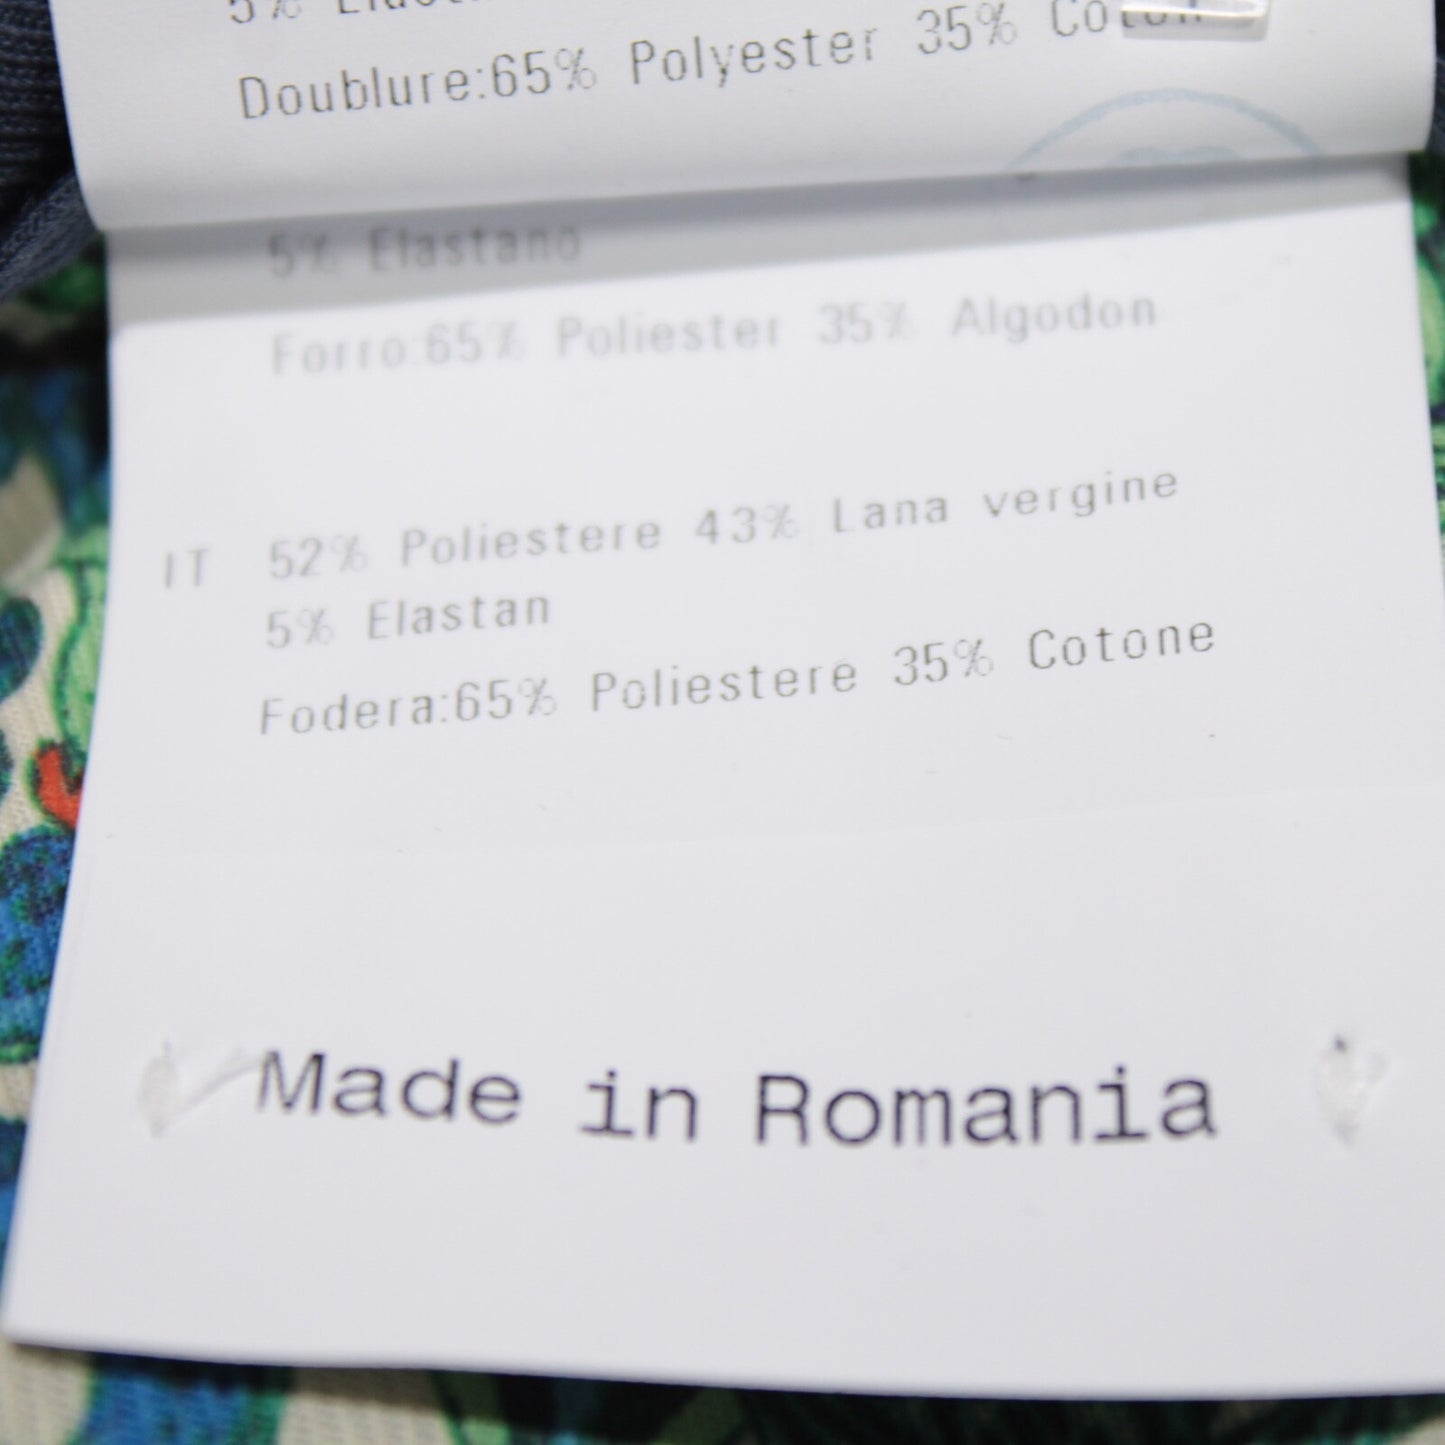 5%
Doublure:65% Polyester 35% Coton
5% Elastano
Forro:65% Poliester 35% Algodon
IT 52% Poliestere 43% Lana vergine
5% Elastan
Fodera:65% Poliestere 35% Cotone
Made in Romania